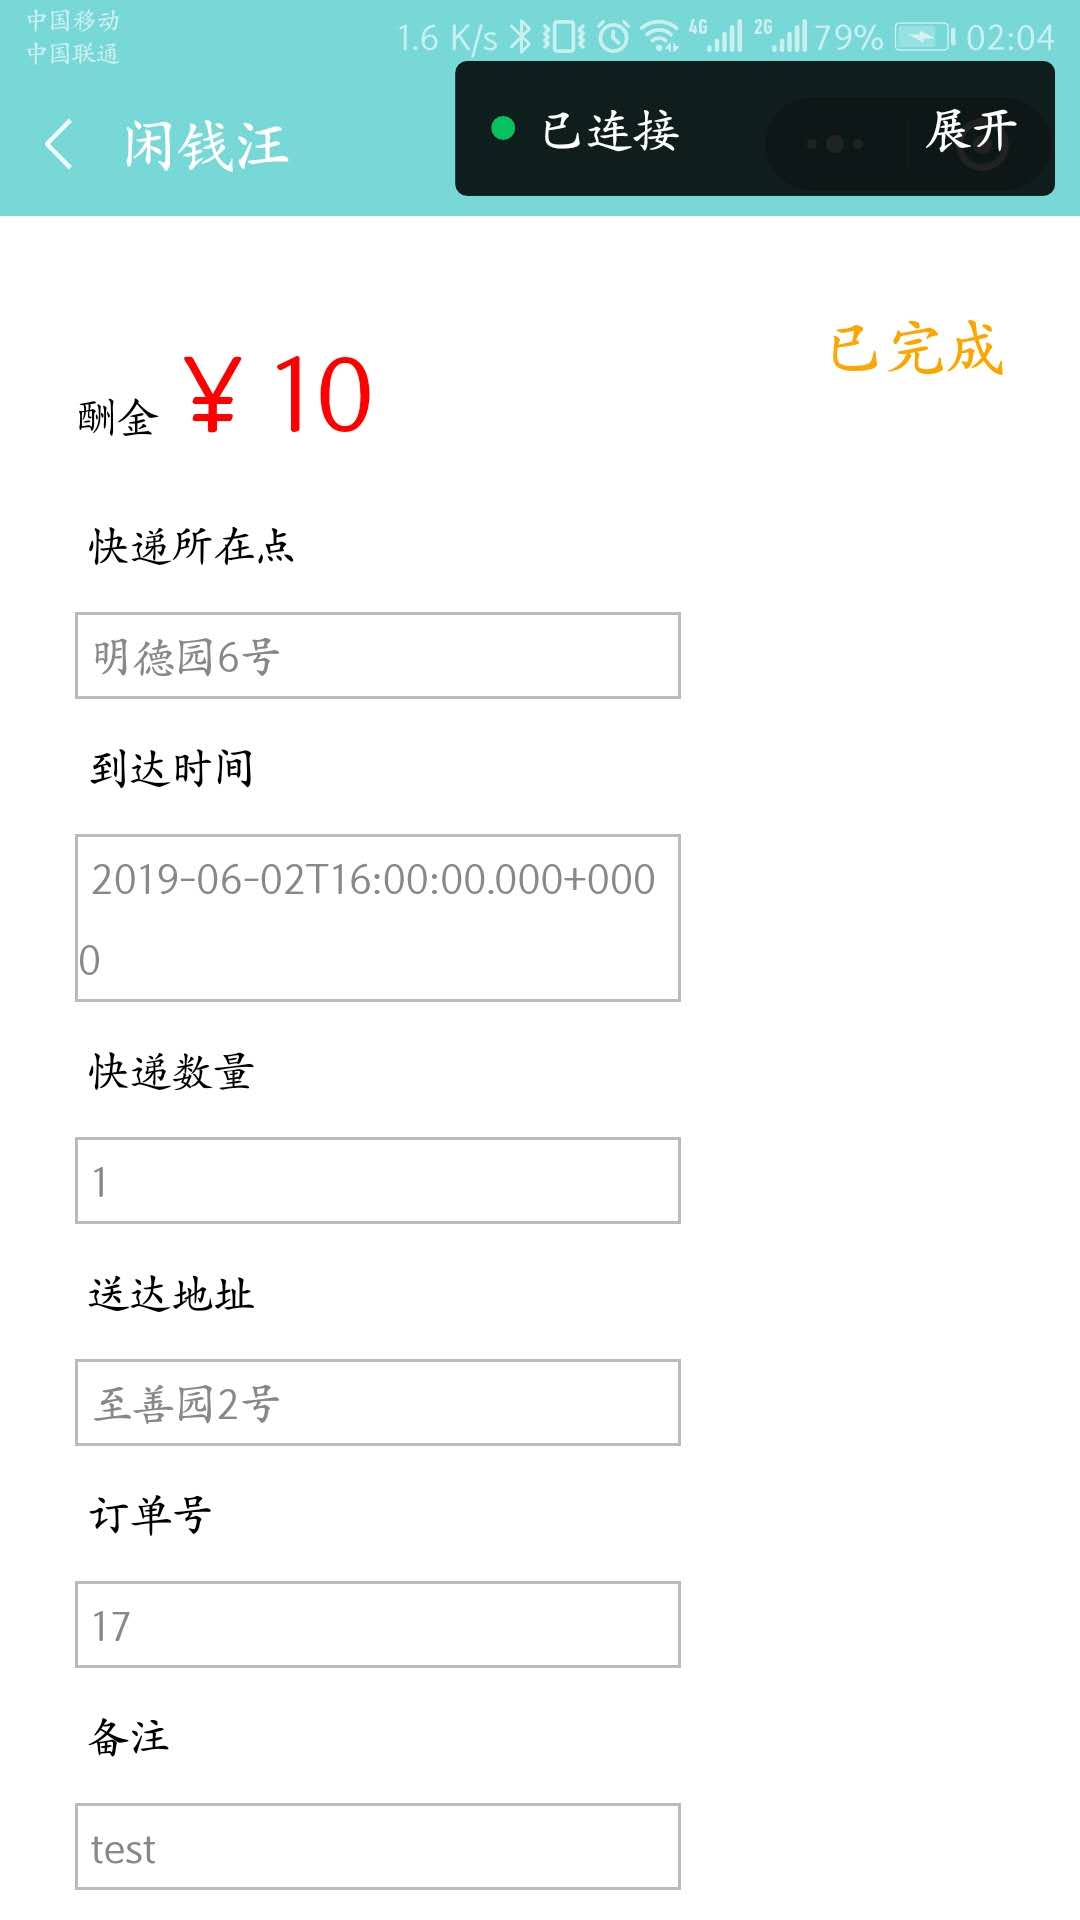 中国移动
中国联通
1.6 K/s 4G 2G 79% 02:04
闲钱汪
已连接 展开
已完成
酬金 ¥ 10
快递所在点
明德园6号
到达时间
2019-06-02T16:00:00.000+000
0
快递数量
1
送达地址
至善园2号
订单号
17
备注
test